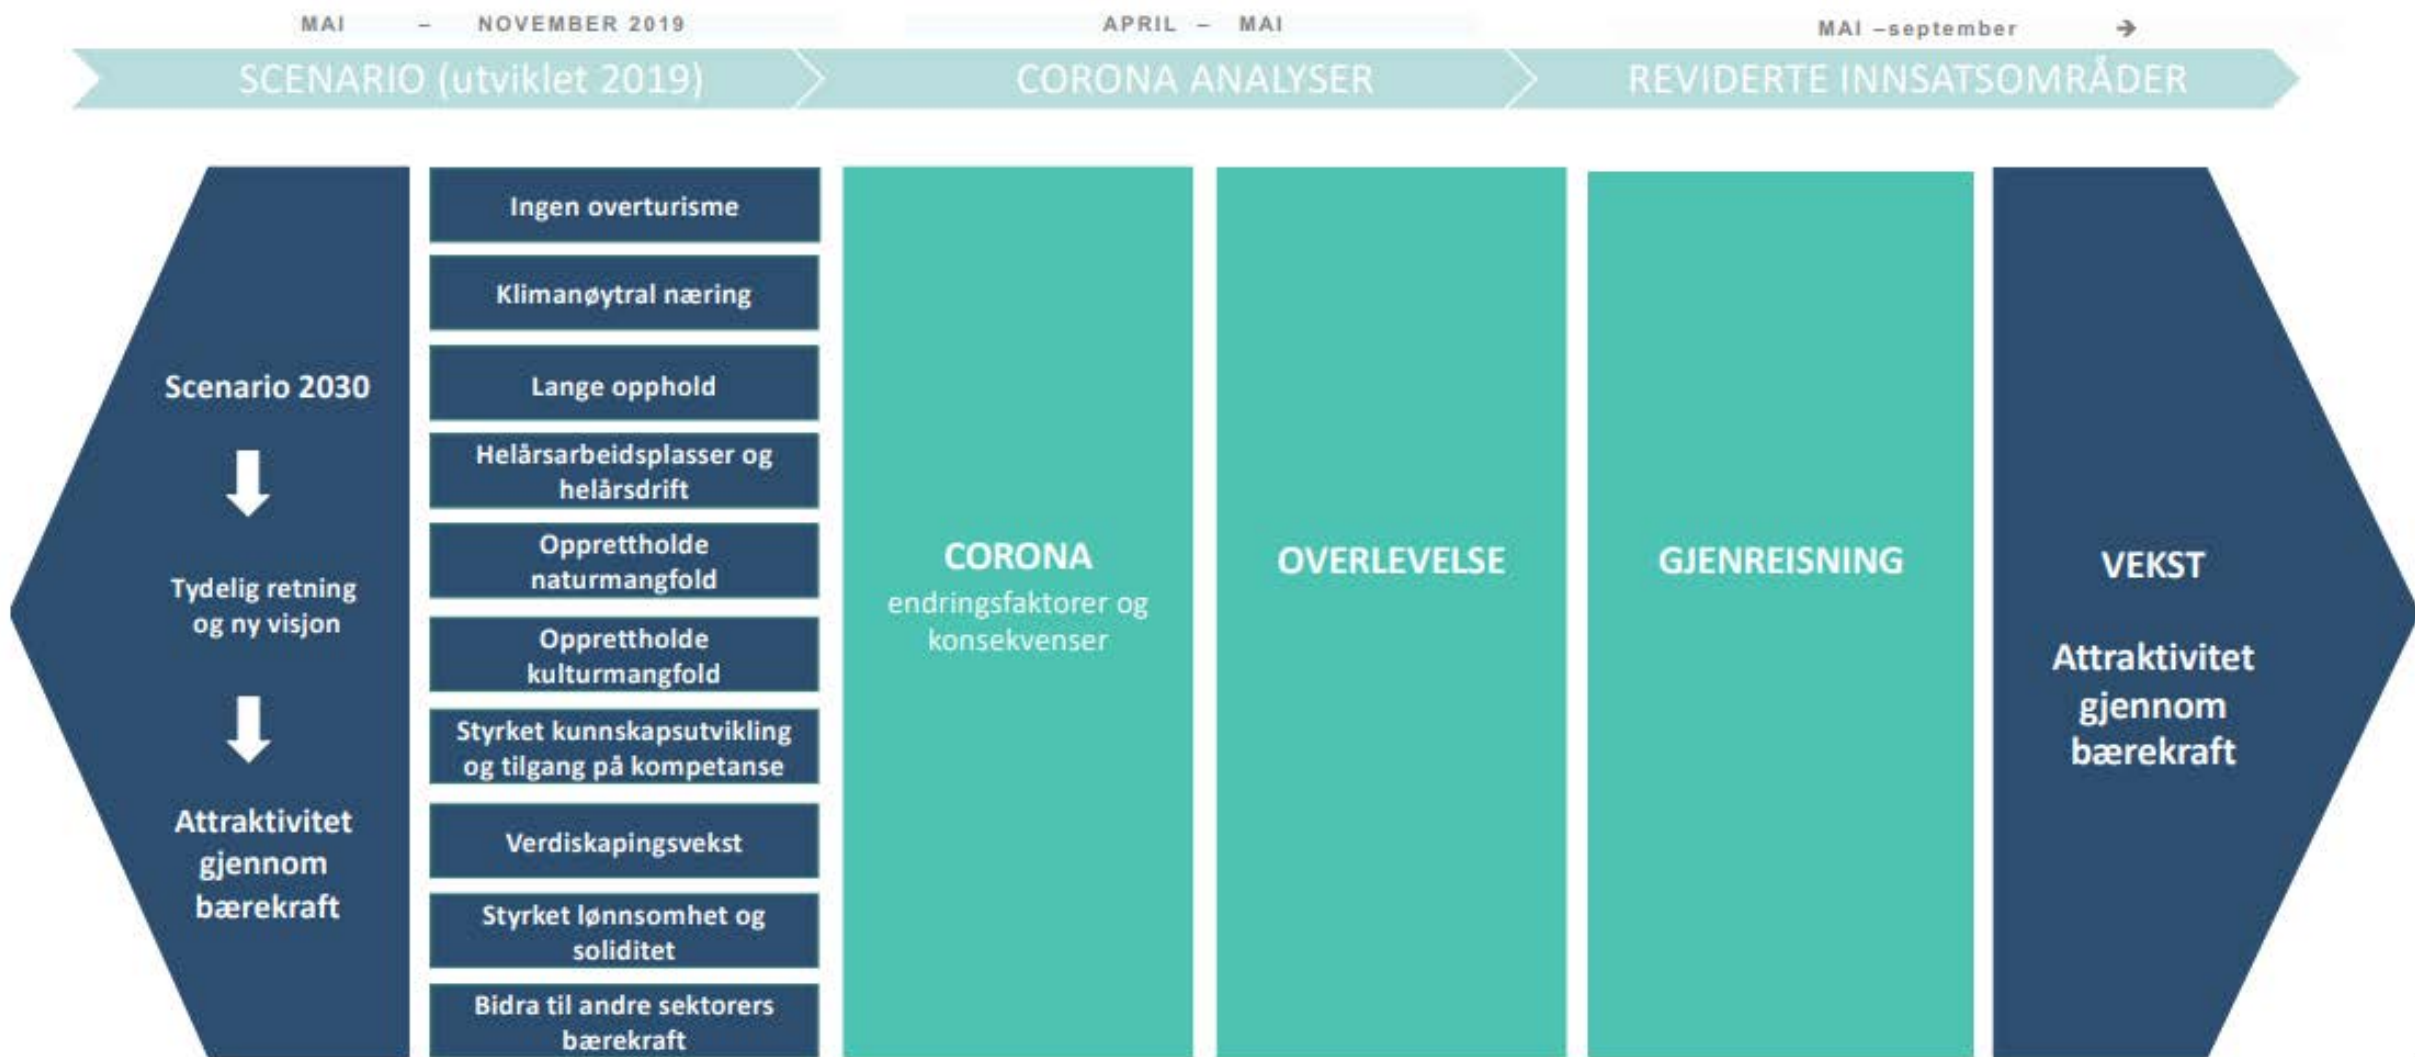 MAI – NOVEMBER 2019
APRIL – MAI
MAI –september →
SCENARIO (utviklet 2019)
CORONA ANALYSER
REVIDERTE INNSATSOMRÅDER
Scenario 2030
Tydelig retning
og ny visjon
Attraktivitet
gjennom
bærekraft
Ingen overturisme
Klimanøytral næring
Lange opphold
Helårsarbeidsplasser og
helårsdrift
Opprettholde
naturmangfold
Opprettholde
kulturmangfold
Styrket kunnskapsutvikling
og tilgang på kompetanse
Verdiskapingsvekst
Styrket lønnsomhet og
soliditet
Bidra til andre sektorers
bærekraft
CORONA
endringsfaktorer og
konsekvenser
OVERLEVELSE
GJENREISNING
VEKST
Attraktivitet
gjennom
bærekraft